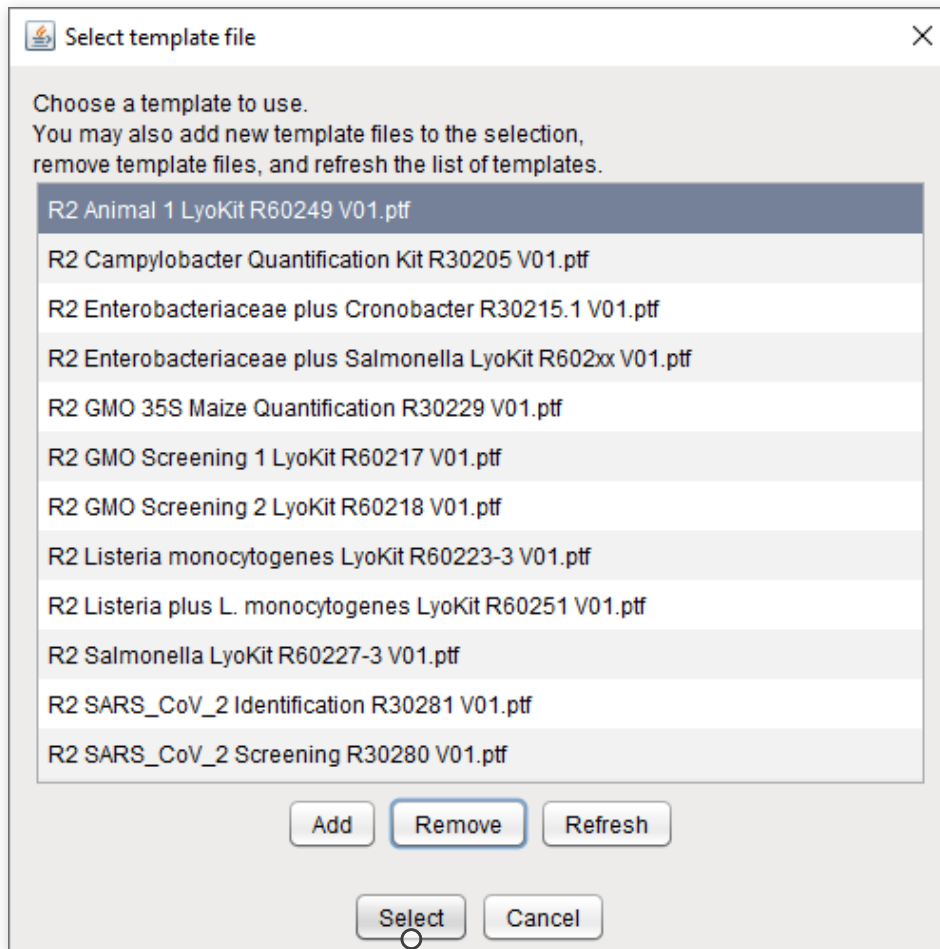 Select template file
Choose a template to use.
You may also add new template files to the selection,
remove template files, and refresh the list of templates.
R2 Animal 1 LyoKit R60249 V01.ptf
R2 Campylobacter Quantification Kit R30205 V01.ptf
R2 Enterobacteriaceae plus Cronobacter R30215.1 V01.ptf
R2 Enterobacteriaceae plus Salmonella LyoKit R602xx V01.ptf
R2 GMO 35S Maize Quantification R30229 V01.ptf
R2 GMO Screening 1 LyoKit R60217 V01.ptf
R2 GMO Screening 2 LyoKit R60218 V01.ptf
R2 Listeria monocytogenes LyoKit R60223-3 V01.ptf
R2 Listeria plus L. monocytogenes LyoKit R60251 V01.ptf
R2 Salmonella LyoKit R60227-3 V01.ptf
R2 SARS_CoV_2 Identification R30281 V01.ptf
R2 SARS_CoV_2 Screening R30280 V01.ptf
Add Remove Refresh
Select Cancel